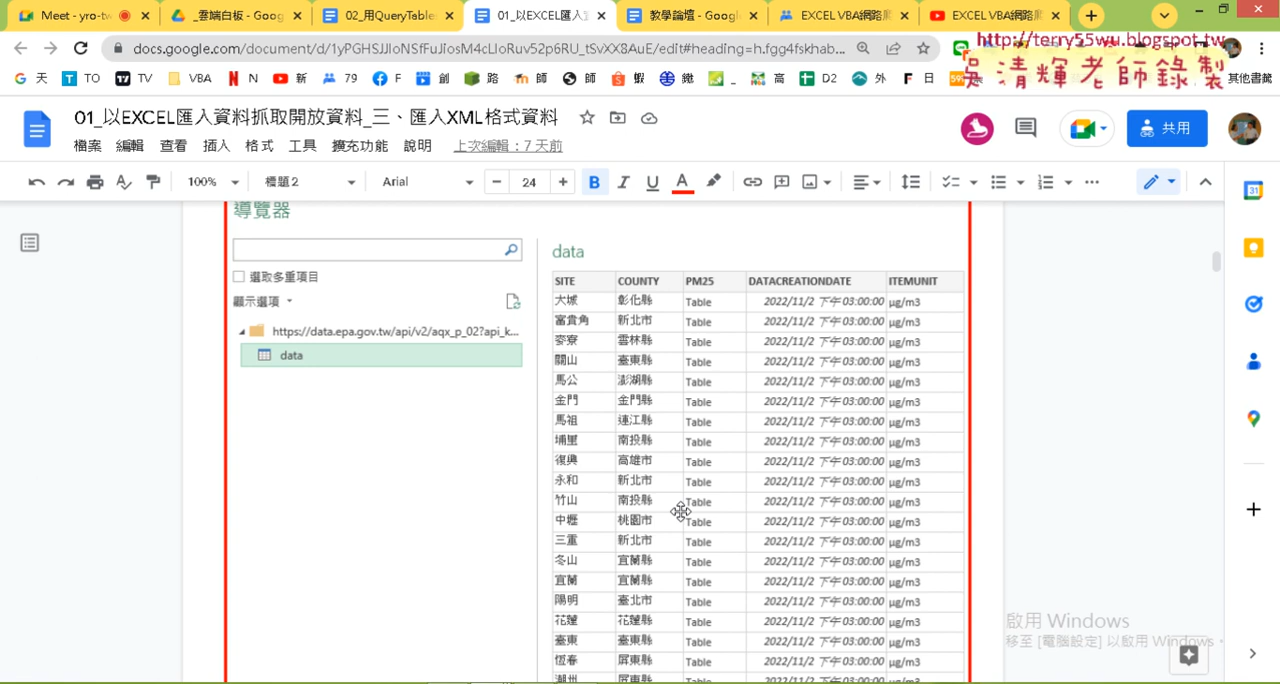 Meet - yro-tw
_雲端白板 - Goog
02_用QueryTable
01_以EXCEL匯入
教學論壇 - Google
EXCEL VBA網路爬
EXCEL VBA網路爬
docs.google.com/document/d/1yPGHSJJIoNSfFuJiosM4cLIoRuv52p6RU_tSvXX8AuE/edit#heading=h.fgg4fskhab...
http://terry55wu.blogspot.tw
吳清輝老師錄製
天
TO
TV
VBA
N
新
79
F
創
路
師
師
蝦
高
D2
外
日
其他書籤
01_以EXCEL匯入資料抓取開放資料_三、匯入XML格式資料
檔案 編輯 查看 插入 格式 工具 擴充功能 說明 上次編輯：7 天前
共用
100% 標題 2 Arial 24 B I U A
導覽器
選取多重項目
顯示選項
https://data.epa.gov.tw/api/v2/aqx_p_02?api_k...
data
data
SITE COUNTY PM25 DATACREATIONDATE ITEMUNIT
大城 彰化縣 Table 2022/11/2 下午 03:00:00 μg/m3
富貴角 新北市 Table 2022/11/2 下午 03:00:00 μg/m3
麥寮 雲林縣 Table 2022/11/2 下午 03:00:00 μg/m3
關山 臺東縣 Table 2022/11/2 下午 03:00:00 μg/m3
馬公 澎湖縣 Table 2022/11/2 下午 03:00:00 μg/m3
金門 金門縣 Table 2022/11/2 下午 03:00:00 μg/m3
馬祖 連江縣 Table 2022/11/2 下午 03:00:00 μg/m3
埔里 南投縣 Table 2022/11/2 下午 03:00:00 μg/m3
復興 高雄市 Table 2022/11/2 下午 03:00:00 μg/m3
永和 新北市 Table 2022/11/2 下午 03:00:00 μg/m3
竹山 南投縣 Table 2022/11/2 下午 03:00:00 μg/m3
中壢 桃園市 Table 2022/11/2 下午 03:00:00 μg/m3
三重 新北市 Table 2022/11/2 下午 03:00:00 μg/m3
冬山 宜蘭縣 Table 2022/11/2 下午 03:00:00 μg/m3
宜蘭 宜蘭縣 Table 2022/11/2 下午 03:00:00 μg/m3
陽明 臺北市 Table 2022/11/2 下午 03:00:00 μg/m3
花蓮 花蓮縣 Table 2022/11/2 下午 03:00:00 μg/m3
臺東 臺東縣 Table 2022/11/2 下午 03:00:00 μg/m3
恆春 屏東縣 Table 2022/11/2 下午 03:00:00 μg/m3
潮州 屏東縣 Table 2022/11/2 下午 03:00:00 μg/m3
啟用 Windows
移至 [電腦設定] 以啟用 Windows。